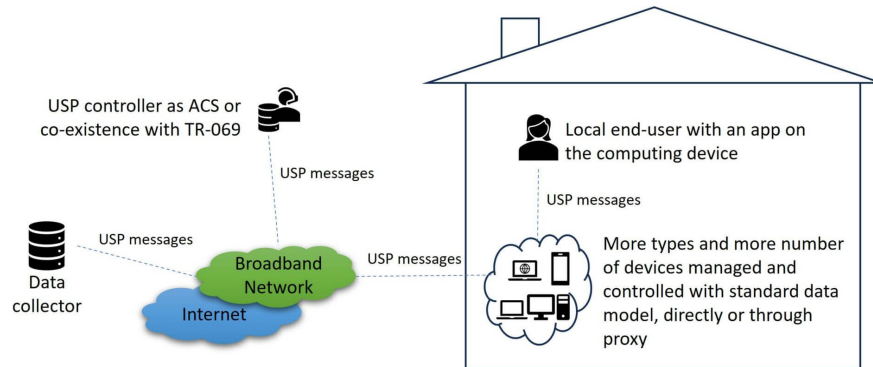 USP controller as ACS or
co-existence with TR-069
USP messages
Local end-user with an app on
the computing device
USP messages
USP messages
Data
collector
Broadband
Network
Internet
USP messages
More types and more number
of devices managed and
controlled with standard data
model, directly or through
proxy